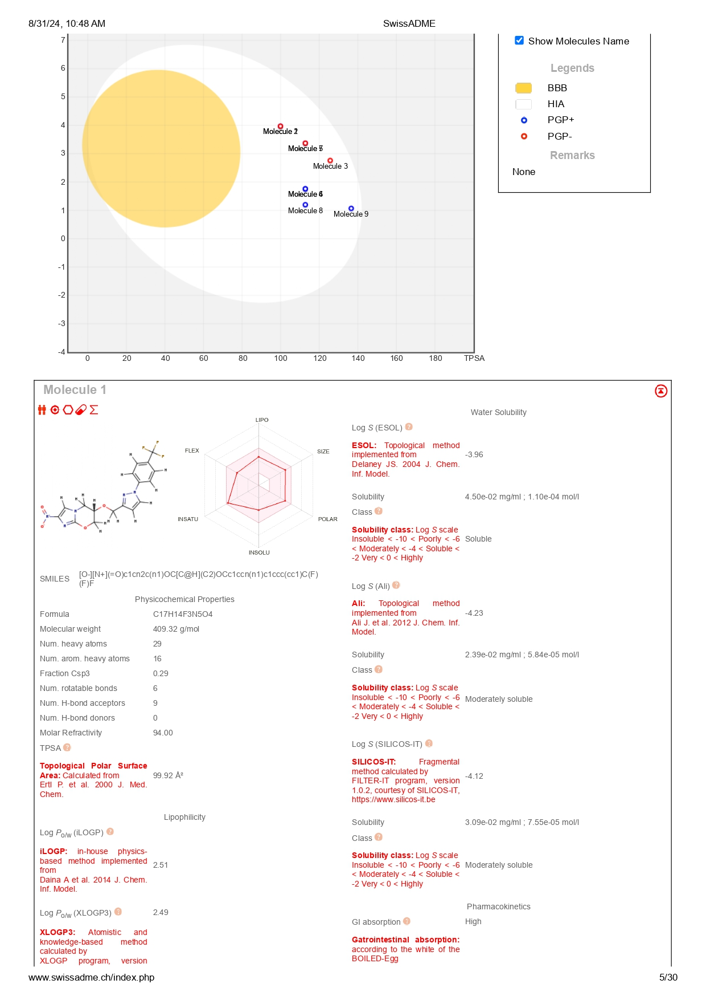 8/31/24, 10:48 AM
SwissADME
7
6
5
4
3
2
1
0
-1
-2
-3
-4
0 20 40 60 80 100 120 140 160 180 TPSA
Molecule 3
Molecule 8
Molecule 9
Show Molecules Name
Legends
BBB
HIA
PGP+
PGP-
Remarks
None
Molecule 1
LIPO
FLEX
SIZE
INSATU
POLAR
INSOLU
SMILES [O-][N+](=O)c1cn2c(n1)OC[C@H](C2)OCc1ccn(n1)c1ccc(cc1)C(F)
(F)F
Physicochemical Properties
Formula C17H14F3N5O4
Molecular weight 409.32 g/mol
Num. heavy atoms 29
Num. arom. heavy atoms 16
Fraction Csp3 0.29
Num. rotatable bonds 6
Num. H-bond acceptors 9
Num. H-bond donors 0
Molar Refractivity 94.00
TPSA ?
Topological Polar Surface
Area: Calculated from
Ertl P. et al. 2000 J. Med.
Chem.
99.92 Å²
Lipophilicity
Log Po/w (iLOGP) ?
iLOGP: in-house physics-
based method implemented
from
Daina A et al. 2014 J. Chem.
Inf. Model.
2.51
Log Po/w (XLOGP3) ? 2.49
XLOGP3: Atomistic and
knowledge-based method
calculated by
XLOGP program, version
Water Solubility
Log S (ESOL) ?
ESOL: Topological method
implemented from
Delaney JS. 2004 J. Chem.
Inf. Model.
-3.96
Solubility 4.50e-02 mg/ml ; 1.10e-04 mol/l
Class ?
Solubility class: Log S scale
Insoluble < -10 < Poorly < -6
< Moderately < -4 < Soluble <
-2 Very < 0 < Highly
Soluble
Log S (Ali) ?
Ali: Topological method
implemented from
Ali J. et al. 2012 J. Chem. Inf.
Model.
-4.23
Solubility 2.39e-02 mg/ml ; 5.84e-05 mol/l
Class ?
Solubility class: Log S scale
Insoluble < -10 < Poorly < -6
< Moderately < -4 < Soluble <
-2 Very < 0 < Highly
Moderately soluble
Log S (SILICOS-IT) ?
SILICOS-IT: Fragmental
method calculated by
FILTER-IT program, version
1.0.2, courtesy of SILICOS-IT,
https://www.silicos-it.be
-4.12
Solubility 3.09e-02 mg/ml ; 7.55e-05 mol/l
Class ?
Solubility class: Log S scale
Insoluble < -10 < Poorly < -6
< Moderately < -4 < Soluble <
-2 Very < 0 < Highly
Moderately soluble
Pharmacokinetics
GI absorption ? High
Gatrointestinal absorption:
according to the white of the
BOILED-Egg
www.swissadme.ch/index.php
5/30